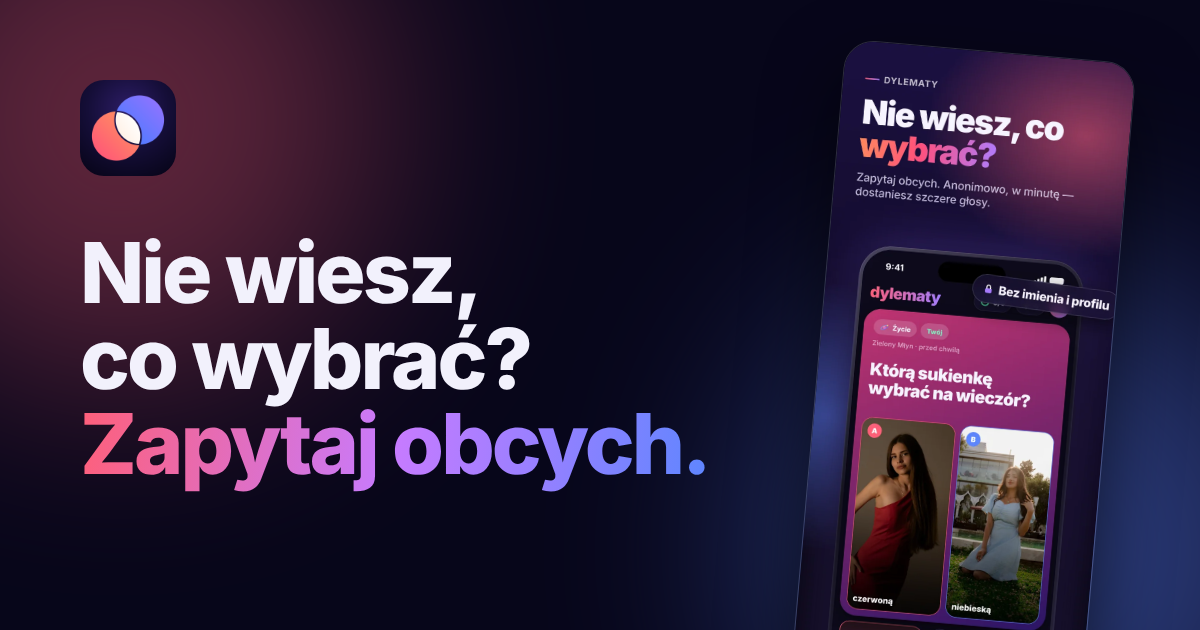 Nie wiesz,
co wybrać?
Zapytaj obcych.
DYLEMATY
Nie wiesz, co
wybrać?
Zapytaj obcych. Anonimowo, w minutę —
dostaniesz szczere głosy.
9:41
dylematy
Bez imienia i profilu
Życie
Twój
Zielony Młyn · przed chwilą
Którą sukienkę
wybrać na wieczór?
A
B
czerwoną
niebieską